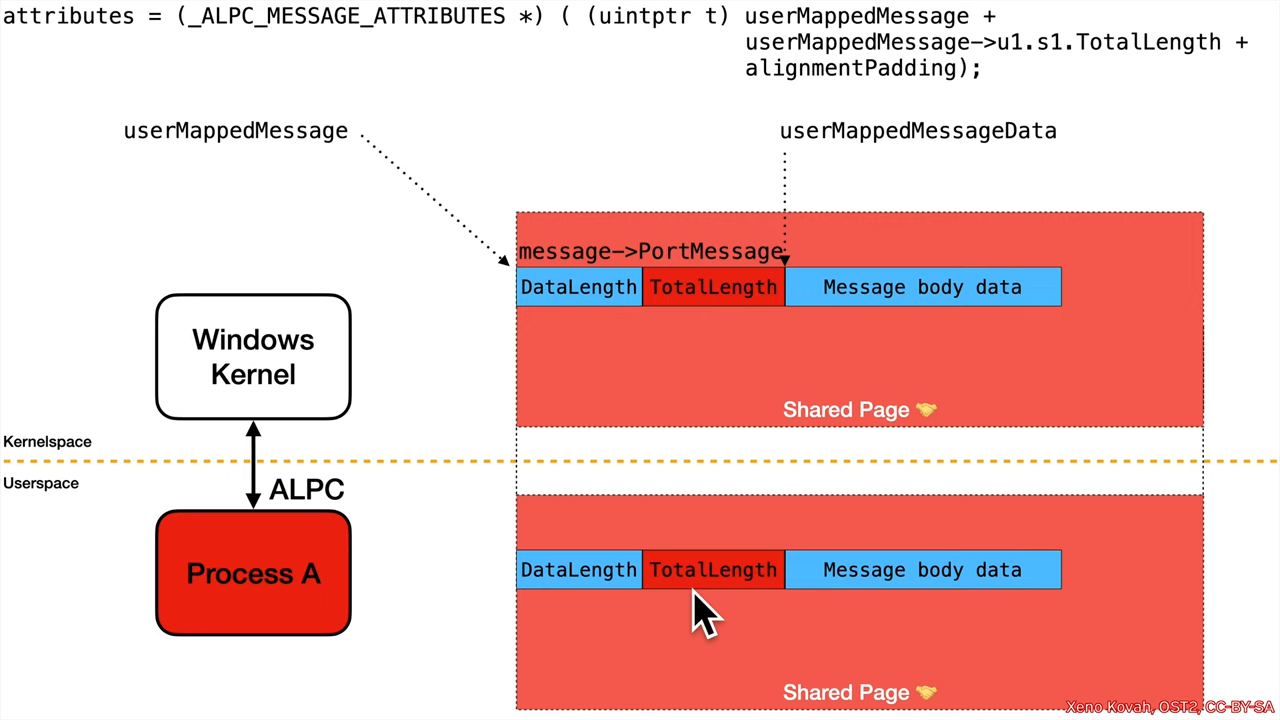 attributes = (_ALPC_MESSAGE_ATTRIBUTES *) ( (uintptr t) userMappedMessage +
userMappedMessage->u1.s1.TotalLength +
alignmentPadding);
userMappedMessage
userMappedMessageData
message->PortMessage
DataLength TotalLength Message body data
Windows
Kernel
Shared Page 🤝
Kernelspace
Userspace
ALPC
Process A
DataLength TotalLength Message body data
Shared Page 🤝
Xeno Kovah, OST2, CC-BY-SA